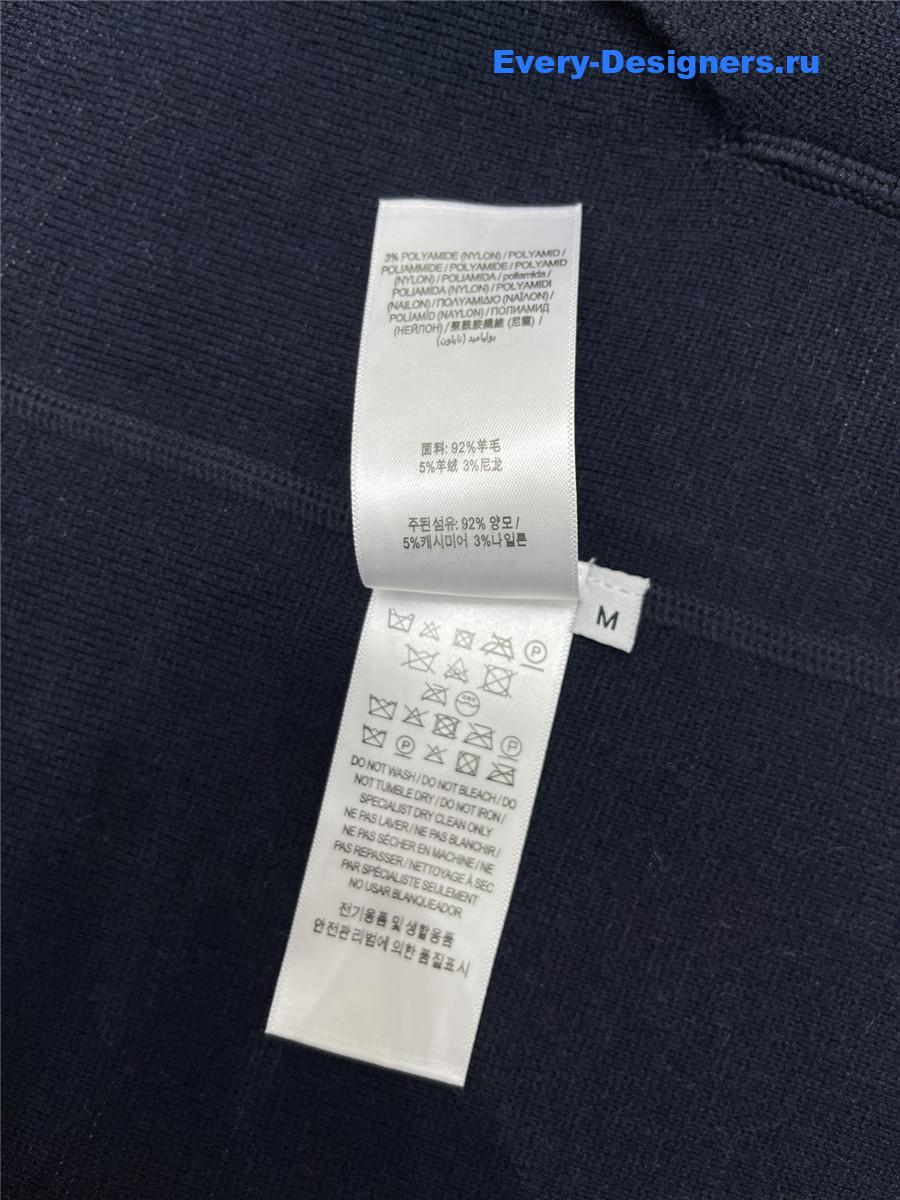 Every-Designers.ru
3% POLYAMIDE (NYLON) / POLYAMID /
POLIAMMIDE / POLYAMIDE / POLYAMID
(NYLON) / POLIAMIDA / poliamida /
POLIAMIDA (NYLON) / POLYAMIDI
(NAILON) / ΠΟΛΥΑΜΙΔΙΟ (ΝΑΪΛΟΝ) /
POLİAMİD (NAYLON) / ПОЛИАМИД
(НЕЙЛОН) / 聚酰胺纖維 (尼龍) /
بولياميد (نايلون)
面料: 92%羊毛
5%羊绒 3%尼龙
주된섬유: 92% 양모 /
5%캐시미어 3%나일론
M
P
P
P
DO NOT WASH / DO NOT BLEACH / DO
NOT TUMBLE DRY / DO NOT IRON /
SPECIALIST DRY CLEAN ONLY
NE PAS LAVER / NE PAS BLANCHIR /
NE PAS SÉCHER EN MACHINE / NE
PAS REPASSER / NETTOYAGE À SEC
PAR SPÉCIALISTE SEULEMENT
NO USAR BLANQUEADOR
전기용품 및 생활용품
안전관리법에 의한 품질표시